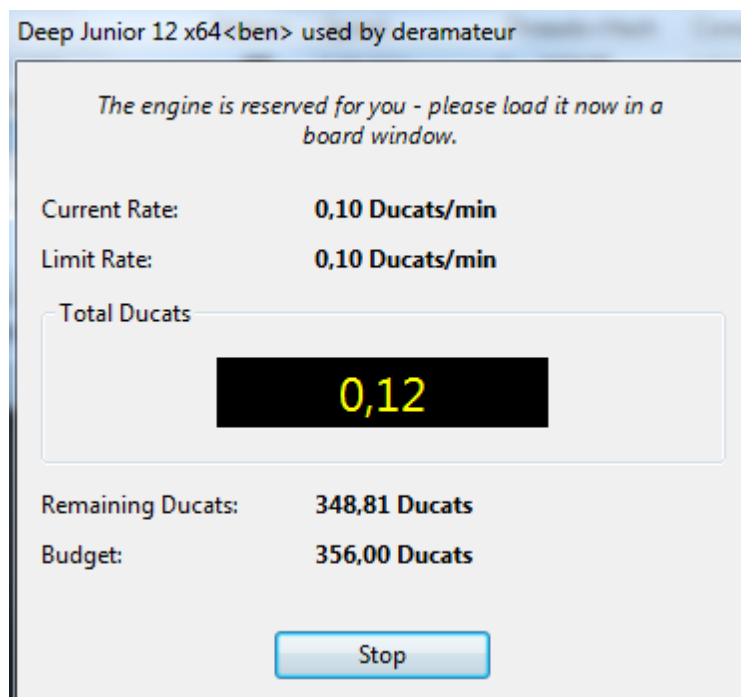 Deep Junior 12 x64<ben> used by deramateur
The engine is reserved for you - please load it now in a
board window.
Current Rate: 0,10 Ducats/min
Limit Rate: 0,10 Ducats/min
Total Ducats
0,12
Remaining Ducats: 348,81 Ducats
Budget: 356,00 Ducats
Stop